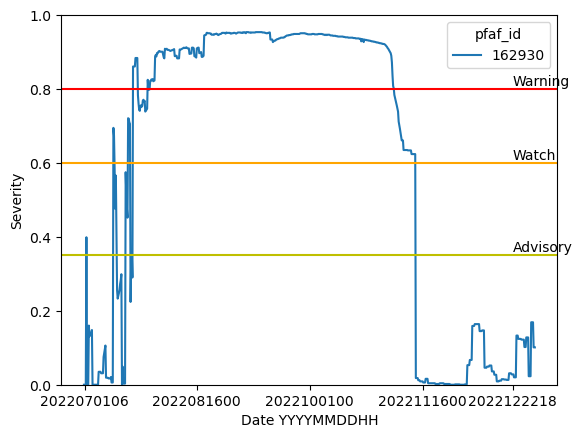 1.0
pfaf_id
162930
0.8
Warning
0.6
Watch
0.4
Advisory
0.2
0.0
Severity
2022070106 2022081600 2022100100 2022111600 2022122218
Date YYYYMMDDHH